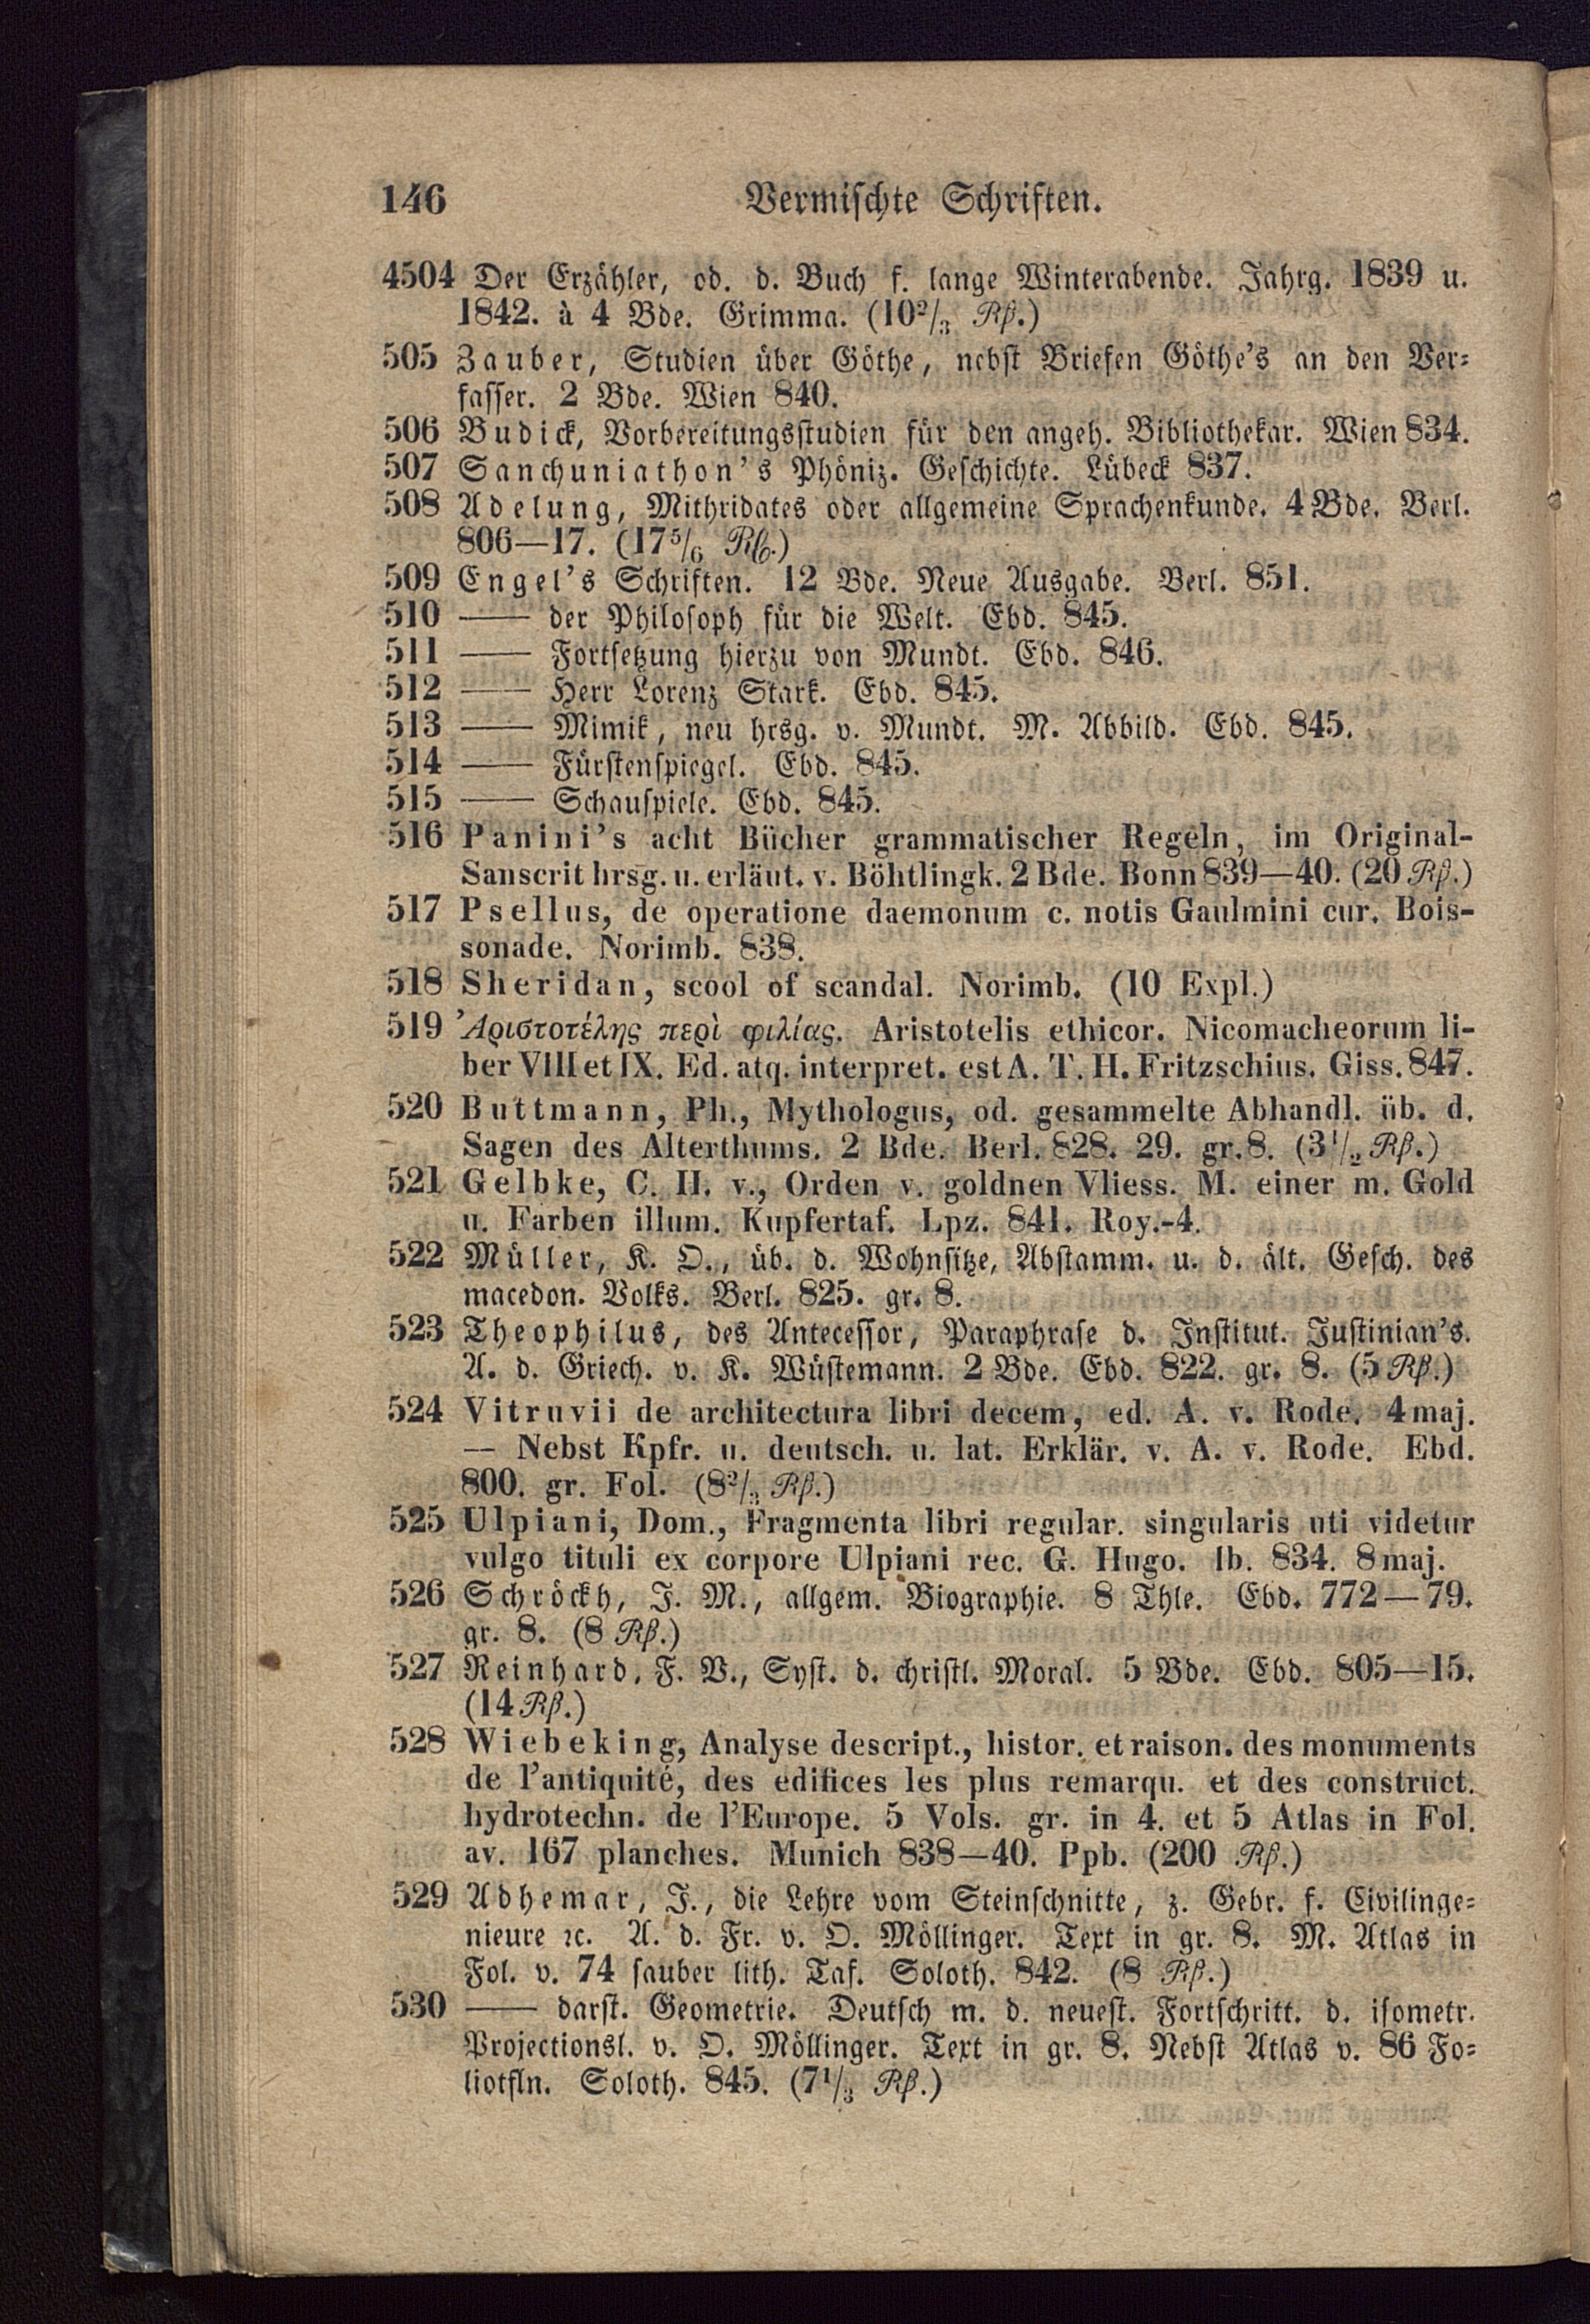 146 Vermischte Schriften.
4504 Der Erzähler, od. d. Buch f. lange Winterabende. Jahrg. 1839 u.
1842. à 4 Bde. Grimma. (10²/₃ Rß.)
505 Zauber, Studien über Göthe, nebst Briefen Göthe's an den Ver-
fasser. 2 Bde. Wien 840.
506 Budick, Vorbereitungsstudien für den angeh. Bibliothekar. Wien 834.
507 Sanchuniathon's Phöniz. Geschichte. Lübeck 837.
508 Adelung, Mithridates oder allgemeine Sprachenkunde. 4 Bde. Berl.
806—17. (17⁵/₆ Rß.)
509 Engel's Schriften. 12 Bde. Neue Ausgabe. Berl. 851.
510 —— der Philosoph für die Welt. Ebd. 845.
511 —— Fortsetzung hierzu von Mundt. Ebd. 846.
512 —— Herr Lorenz Stark. Ebd. 845.
513 —— Mimik, neu hrsg. v. Mundt. M. Abbild. Ebd. 845.
514 —— Fürstenspiegel. Ebd. 845.
515 —— Schauspiele. Ebd. 845.
516 Panini's acht Bücher grammatischer Regeln, im Original-
Sanscrit hrsg. u. erläut. v. Böhtlingk. 2 Bde. Bonn 839—40. (20 Rß.)
517 Psellus, de operatione daemonum c. notis Gaulmini cur. Bois-
sonade. Norimb. 838.
518 Sheridan, scool of scandal. Norimb. (10 Expl.)
519 Ἀριστοτέλης περὶ φιλίας. Aristotelis ethicor. Nicomacheorum li-
ber VIII et IX. Ed. atq. interpret. est A. T. H. Fritzschius. Giss. 847.
520 Buttmann, Ph., Mythologus, od. gesammelte Abhandl. üb. d.
Sagen des Alterthums. 2 Bde. Berl. 828. 29. gr. 8. (3¹/₂ Rß.)
521 Gelbke, C. H. v., Orden v. goldnen Vliess. M. einer m. Gold
u. Farben illum. Kupfertaf. Lpz. 841. Roy.-4.
522 Müller, K. O., üb. d. Wohnsitze, Abstamm. u. d. ält. Gesch. des
macedon. Volks. Berl. 825. gr. 8.
523 Theophilus, des Antecessor, Paraphrase d. Institut. Justinian's.
A. d. Griech. v. K. Wüstemann. 2 Bde. Ebd. 822. gr. 8. (5 Rß.)
524 Vitruvii de architectura libri decem, ed. A. v. Rode. 4 maj.
— Nebst Kpfr. u. deutsch. u. lat. Erklär. v. A. v. Rode. Ebd.
800. gr. Fol. (8²/₃ Rß.)
525 Ulpiani, Dom., Fragmenta libri regular. singularis uti videtur
vulgo tituli ex corpore Ulpiani rec. G. Hugo. Ib. 834. 8 maj.
526 Schröckh, J. M., allgem. Biographie. 8 Thle. Ebd. 772—79.
gr. 8. (8 Rß.)
527 Reinhard, F. V., Syst. d. christl. Moral. 5 Bde. Ebd. 805—15.
(14 Rß.)
528 Wiebeking, Analyse descript., histor. et raison. des monuments
de l'antiquité, des edifices les plus remarqu. et des construct.
hydrotechn. de l'Europe. 5 Vols. gr. in 4. et 5 Atlas in Fol.
av. 167 planches. Munich 838—40. Ppb. (200 Rß.)
529 Adhemar, J., die Lehre vom Steinschnitte, z. Gebr. f. Civilinge-
nieure ꝛc. A. d. Fr. v. O. Möllinger. Text in gr. 8. M. Atlas in
Fol. v. 74 sauber lith. Taf. Soloth. 842. (8 Rß.)
530 —— darst. Geometrie. Deutsch m. d. neuest. Fortschritt. d. isometr.
Projectionsl. v. O. Möllinger. Text in gr. 8. Nebst Atlas v. 86 Fo-
liotfln. Soloth. 845. (7¹/₃ Rß.)